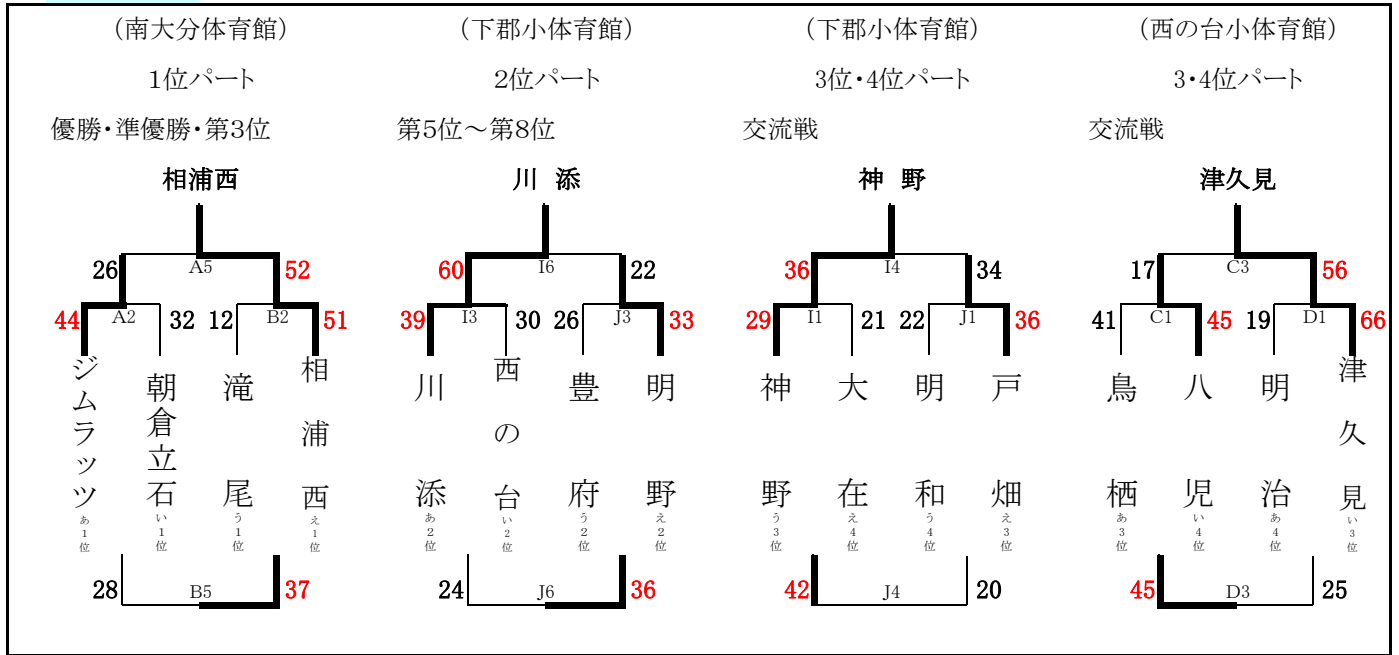 (南大分体育館) (下郡小体育館) (下郡小体育館) (西の台小体育館)
1位パート 2位パート 3位・4位パート 3・4位パート
優勝・準優勝・第3位 第5位～第8位 交流戦 交流戦
相浦西 川 添 神 野 津久見
26 A5 52 60 I6 22 36 I4 34 17 C3 56
44 A2 32 12 B2 51 39 I3 30 26 J3 33 29 I1 21 22 J1 36 41 C1 45 19 D1 66
ジムラッツ 朝倉立石 滝尾 相浦西 川添 西の台 豊府 明野 神野 大在 明和 戸畑 鳥栖 八児 明治 津久見
あ1位 い1位 う1位 え1位 あ2位 い2位 う2位 え2位 う3位 え4位 う4位 え3位 あ3位 い4位 あ4位 い3位
28 B5 37 24 J6 36 42 J4 20 45 D3 25